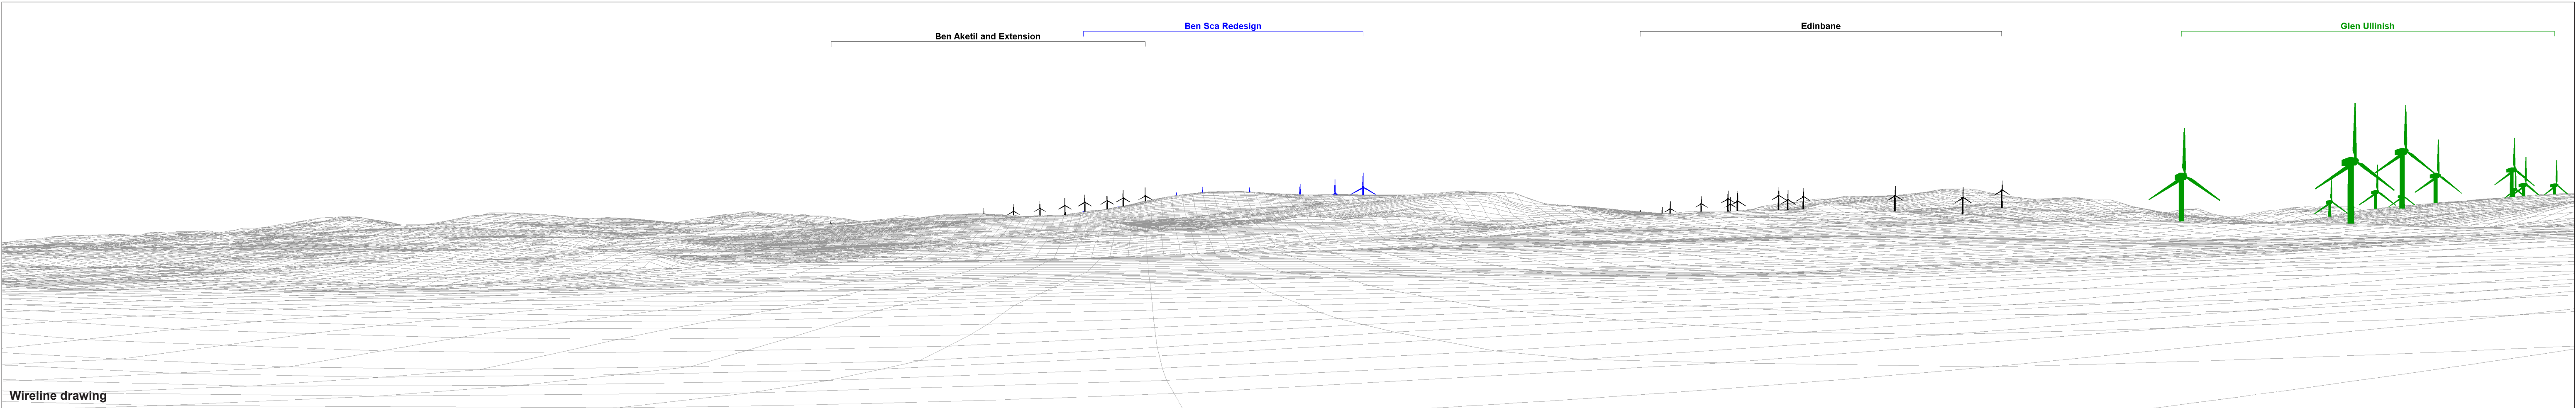 Ben Sca Redesign
Edinbane
Glen Ullinish
Ben Aketil and Extension
Wireline drawing